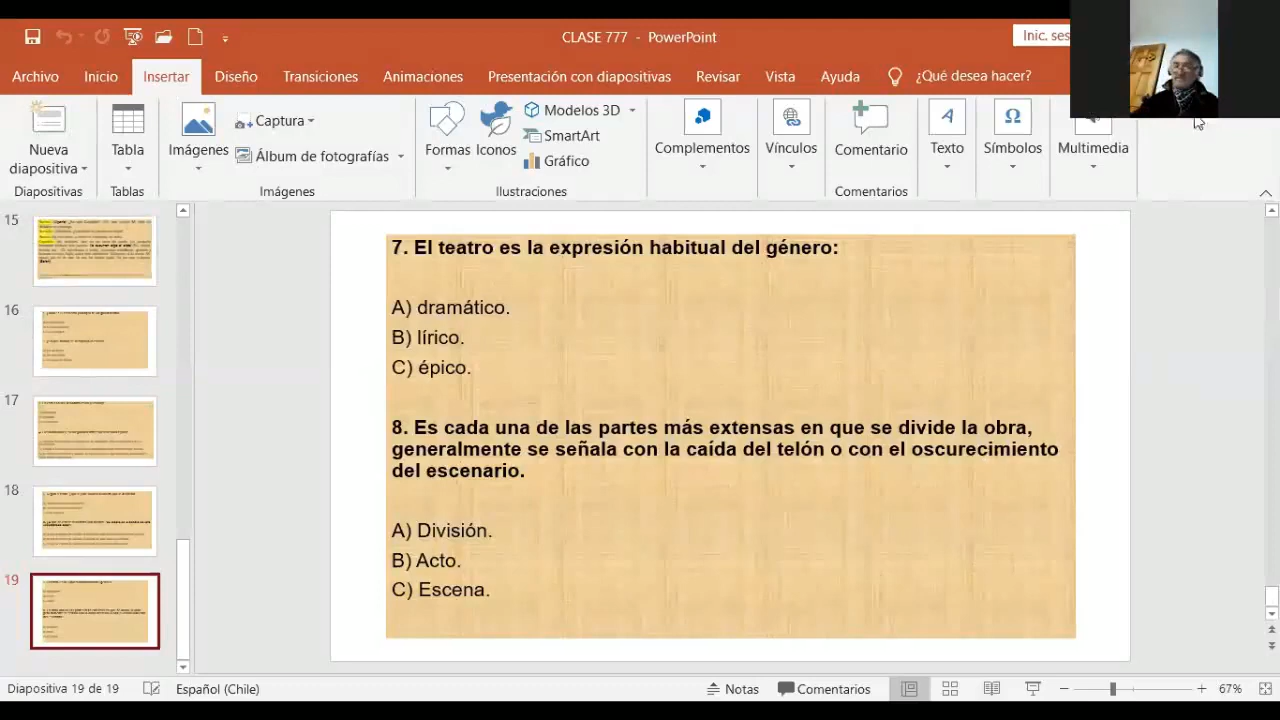 CLASE 777 - PowerPoint
Inic. ses
Archivo Inicio Insertar Diseño Transiciones Animaciones Presentación con diapositivas Revisar Vista Ayuda ¿Qué desea hacer?
Nueva diapositiva
Diapositivas
Tabla
Tablas
Imágenes
Captura
Álbum de fotografías
Imágenes
Formas
Iconos
Modelos 3D
SmartArt
Gráfico
Ilustraciones
Complementos
Vínculos
Comentario
Comentarios
Texto
Símbolos
Multimedia
15
16
17
18
19
7. El teatro es la expresión habitual del género:
A) dramático.
B) lírico.
C) épico.
8. Es cada una de las partes más extensas en que se divide la obra,
generalmente se señala con la caída del telón o con el oscurecimiento
del escenario.
A) División.
B) Acto.
C) Escena.
Diapositiva 19 de 19 Español (Chile) Notas Comentarios 67%